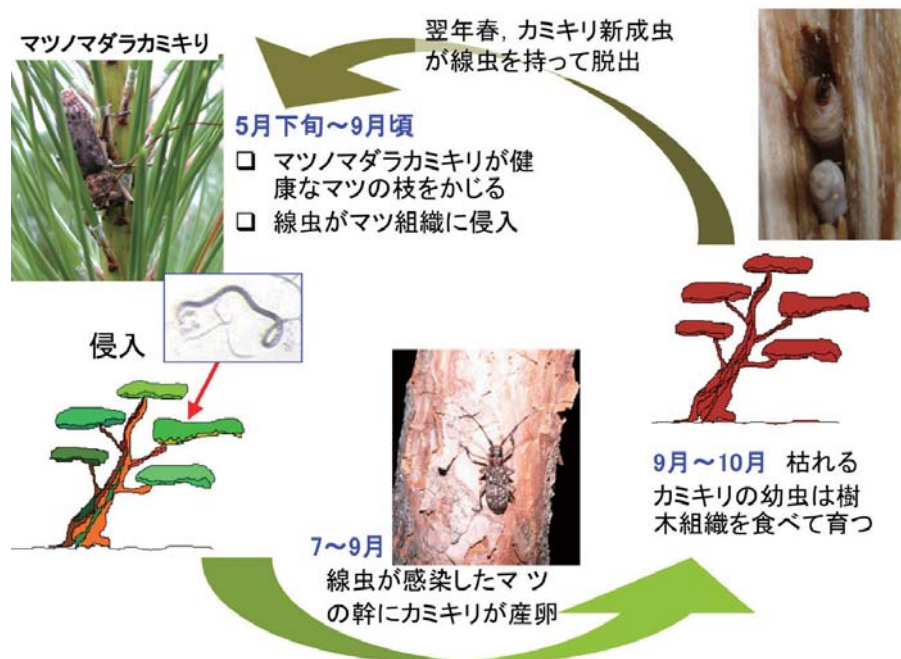 マツノマダラカミキリ
翌年春，カミキリ新成虫
が線虫を持って脱出
5月下旬～9月頃
❑ マツノマダラカミキリが健
康なマツの枝をかじる
❑ 線虫がマツ組織に侵入
侵入
7～9月
線虫が感染したマツ
の幹にカミキリが産卵
9月～10月 枯れる
カミキリの幼虫は樹
木組織を食べて育つ